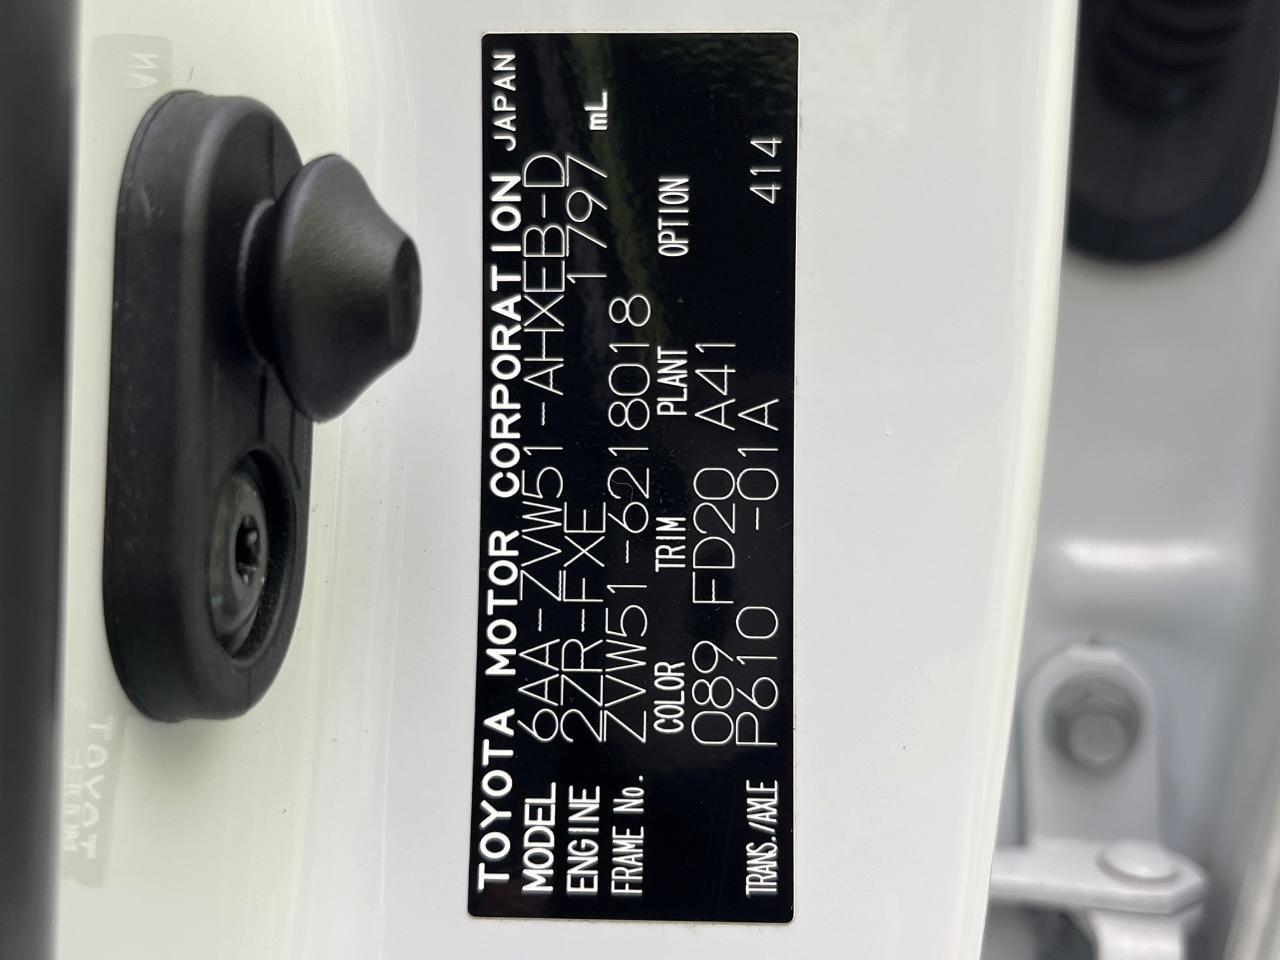 TOYOTA MOTOR CORPORATION JAPAN
MODEL 6AA-ZVW51-AHXEB-D
ENGINE 2ZR-FXE 1797 mL
FRAME No. ZVW51-6218018
COLOR TRIM PLANT OPTION
089 FD20 A41
TRANS./AXLE P610 -01A 414